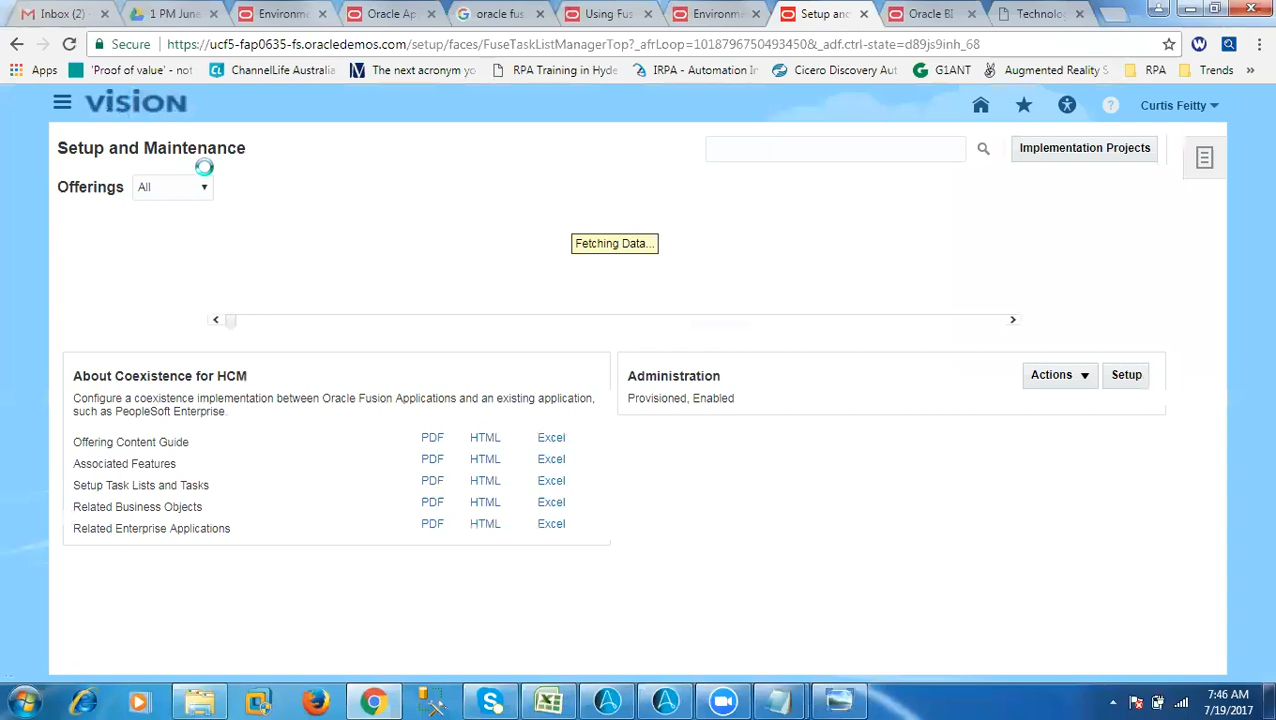 Inbox (2)
1 PM June
Environme
Oracle Ap
oracle fus
Using Fus
Environme
Setup and
Oracle BI
Technolog
Secure
https://ucf5-fap0635-fs.oracledemos.com/setup/faces/FuseTaskListManagerTop?_afrLoop=10187967504934508&_adf.ctrl-state=d89js9inh_68
Apps
'Proof of value' - not
ChannelLife Australia
The next acronym yo
RPA Training in Hyde
IRPA - Automation In
Cicero Discovery Aut
G1ANT
Augmented Reality S
RPA
Trends
»
vision
Curtis Feitty
Setup and Maintenance
Implementation Projects
Offerings
All
Fetching Data...
About Coexistence for HCM
Configure a coexistence implementation between Oracle Fusion Applications and an existing application,
such as PeopleSoft Enterprise.
Offering Content Guide PDF HTML Excel
Associated Features PDF HTML Excel
Setup Task Lists and Tasks PDF HTML Excel
Related Business Objects PDF HTML Excel
Related Enterprise Applications PDF HTML Excel
Administration
Actions
Setup
Provisioned, Enabled
7:46 AM
7/19/2017